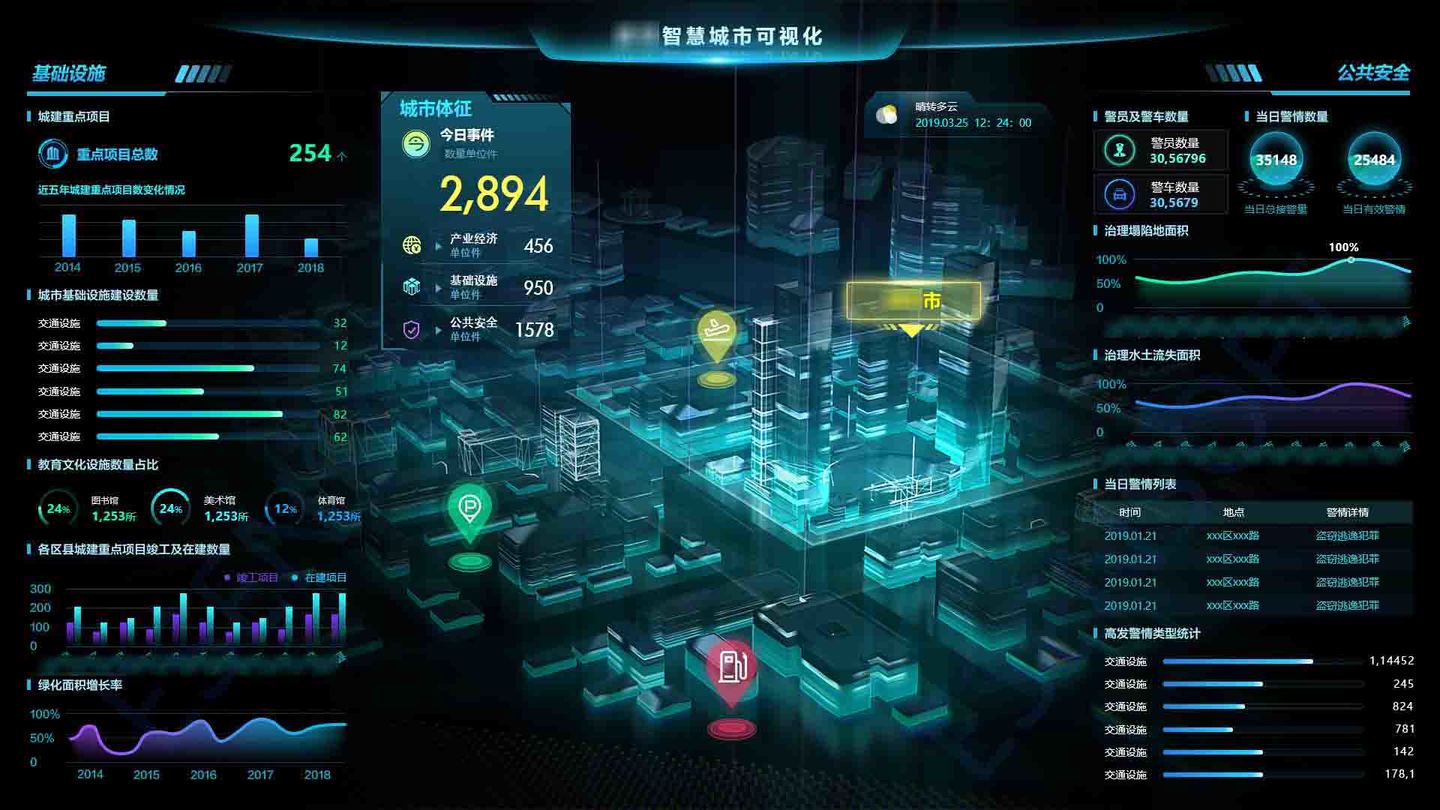 智慧城市可视化
基础设施
城建重点项目
重点项目总数 254 个
近五年城建重点项目数变化情况
2014 2015 2016 2017 2018
城市基础设施建设数量
交通设施 32
交通设施 12
交通设施 74
交通设施 51
交通设施 82
交通设施 62
教育文化设施数量占比
24% 图书馆 1,253所
24% 美术馆 1,253所
12% 体育馆 1,253所
各区县城建重点项目竣工及在建数量
竣工项目 在建项目
300
200
100
0
绿化面积增长率
100%
50%
0
2014 2015 2016 2017 2018
城市体征
今日事件
数量单位件
2,894
产业经济 456
单位件
基础设施 950
单位件
公共安全 1578
单位件
晴转多云
2019.03.25 12: 24: 00
市
P
公共安全
警员及警车数量
警员数量
30,56796
警车数量
30,5679
当日警情数量
35148 25484
当日总接警量 当日有效警情
治理塌陷地面积
100%
100%
50%
0
治理水土流失面积
100%
50%
0
当日警情列表
时间 地点 警情详情
2019.01.21 xxx区xxx路 盗窃逃逸犯罪
2019.01.21 xxx区xxx路 盗窃逃逸犯罪
2019.01.21 xxx区xxx路 盗窃逃逸犯罪
2019.01.21 xxx区xxx路 盗窃逃逸犯罪
高发警情类型统计
交通设施 1,14452
交通设施 245
交通设施 824
交通设施 781
交通设施 142
交通设施 178,1